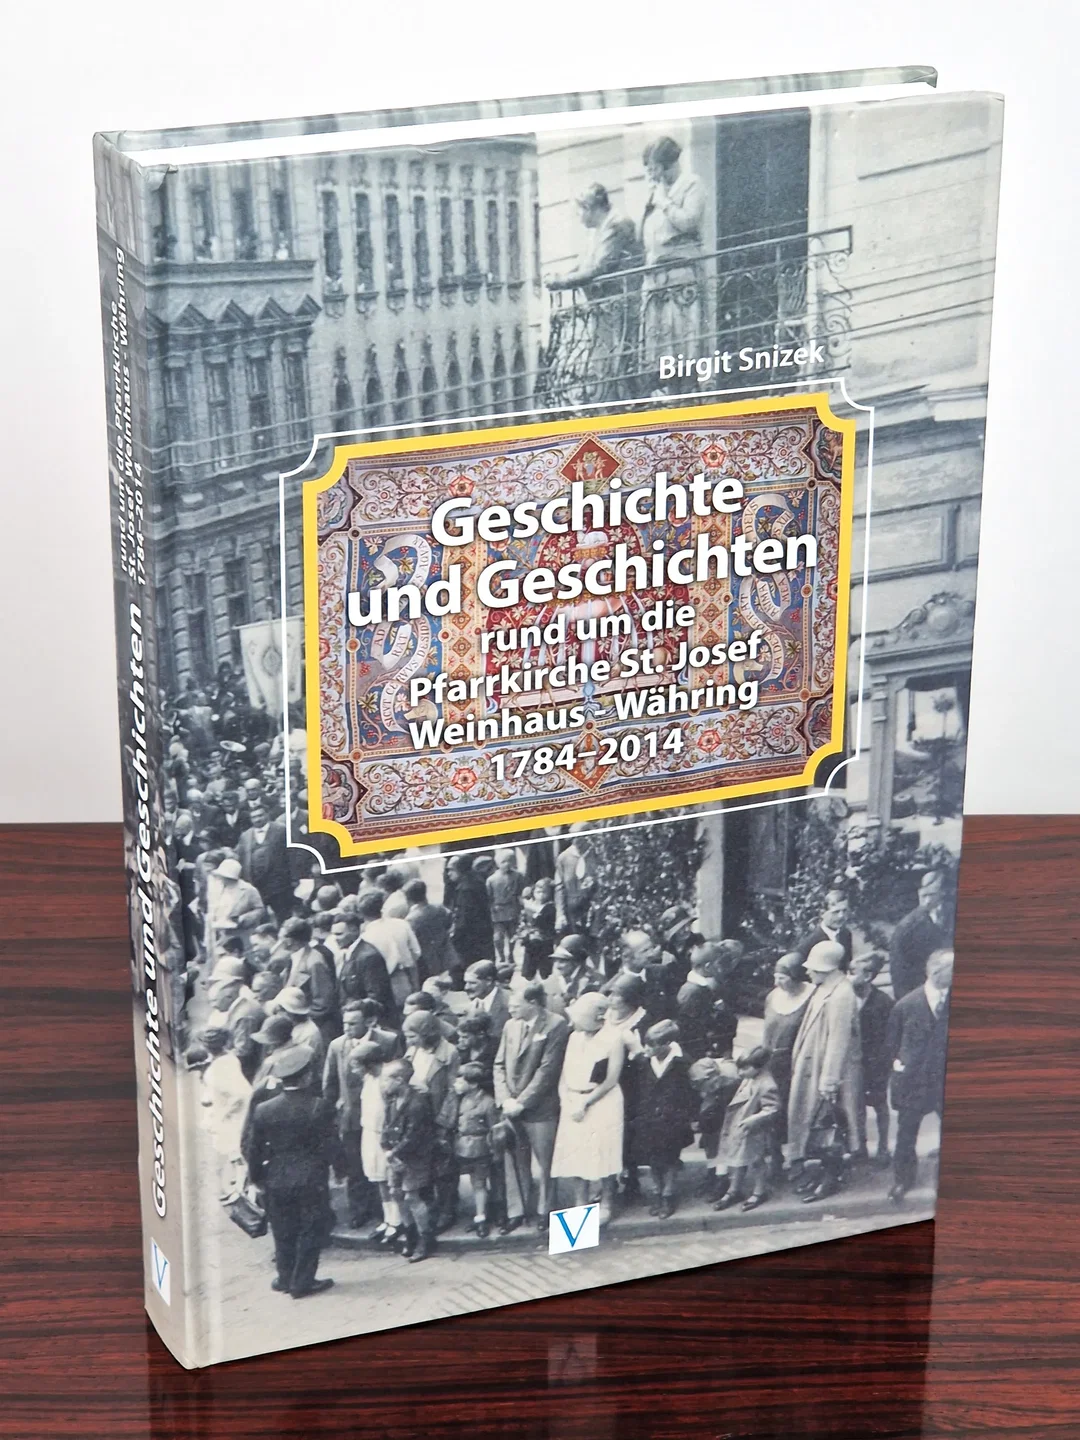 Birgit Snizek
Geschichte
und Geschichten
rund um die
Pfarrkirche St. Josef
Weinhaus - Währing
1784–2014
V
Geschichte und Geschichten
rund um die Pfarrkirche
St. Josef Weinhaus - Währing
1784–2014
V